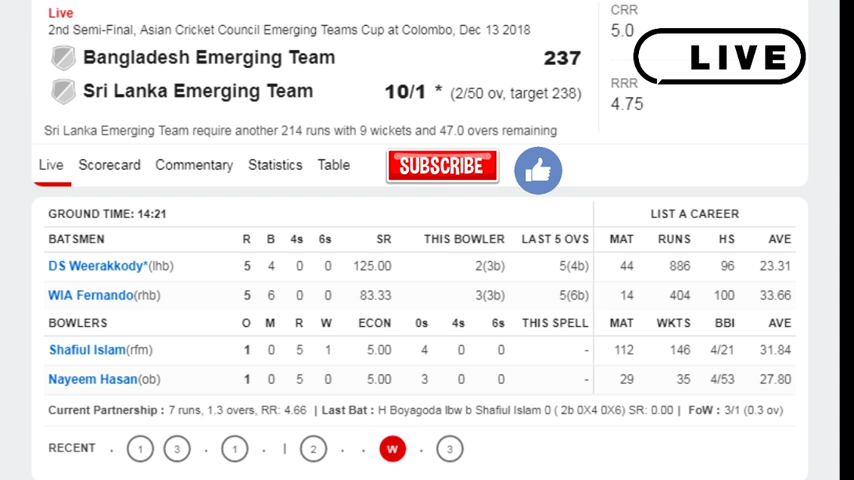 Live
2nd Semi-Final, Asian Cricket Council Emerging Teams Cup at Colombo, Dec 13 2018
Bangladesh Emerging Team 237
Sri Lanka Emerging Team 10/1 * (2/50 ov, target 238)
Sri Lanka Emerging Team require another 214 runs with 9 wickets and 47.0 overs remaining
CRR
5.0
RRR
4.75
LIVE
Live Scorecard Commentary Statistics Table SUBSCRIBE
GROUND TIME: 14:21 LIST A CAREER
BATSMEN R B 4s 6s SR THIS BOWLER LAST 5 OVS MAT RUNS HS AVE
DS Weerakkody*(lhb) 5 4 0 0 125.00 2(3b) 5(4b) 44 886 96 23.31
WIA Fernando(rhb) 5 6 0 0 83.33 3(3b) 5(6b) 14 404 100 33.66
BOWLERS O M R W ECON 0s 4s 6s THIS SPELL MAT WKTS BBI AVE
Shafiul Islam(rfm) 1 0 5 1 5.00 4 0 0 - 112 146 4/21 31.84
Nayeem Hasan(ob) 1 0 5 0 5.00 3 0 0 - 29 35 4/53 27.80
Current Partnership : 7 runs, 1.3 overs, RR: 4.66 | Last Bat : H Boyagoda lbw b Shafiul Islam 0 ( 2b 0X4 0X6) SR: 0.00 | FoW : 3/1 (0.3 ov)
RECENT . 1 3 . 1 . | 2 . . W . 3